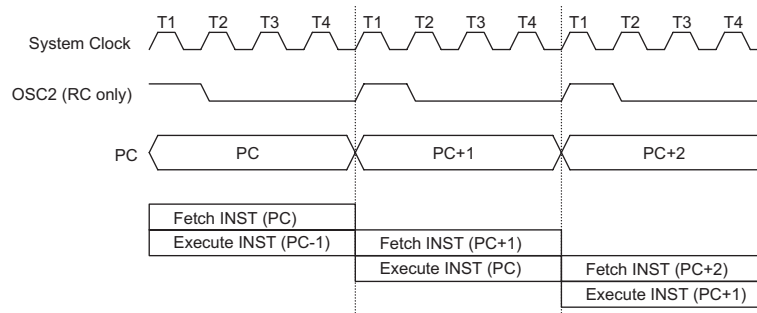 T1 T2 T3 T4 T1 T2 T3 T4 T1 T2 T3 T4
System Clock
OSC2 (RC only)
PC PC PC+1 PC+2
Fetch INST (PC)
Execute INST (PC-1) Fetch INST (PC+1)
Execute INST (PC) Fetch INST (PC+2)
Execute INST (PC+1)